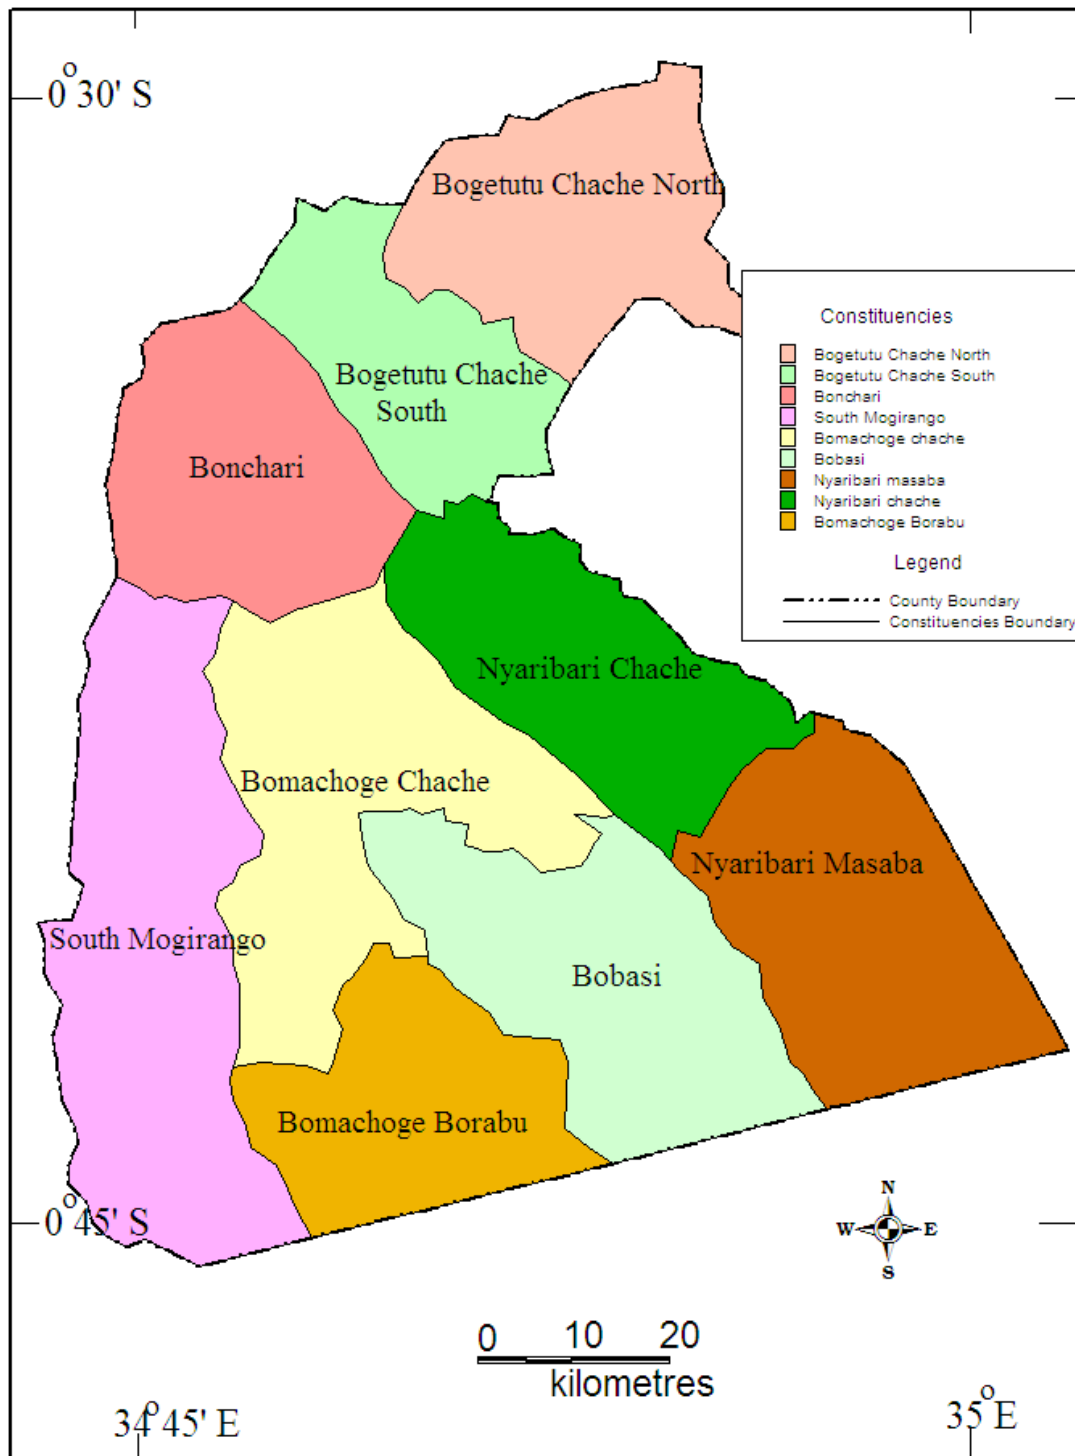 0°30' S
Bogetutu Chache North
Bogetutu Chache
South
Bonchari
Nyaribari Chache
Bomachoge Chache
Nyaribari Masaba
South Mogirango
Bobasi
Bomachoge Borabu
Constituencies
Bogetutu Chache North
Bogetutu Chache South
Bonchari
South Mogirango
Bomachoge chache
Bobasi
Nyaribari masaba
Nyaribari chache
Bomachoge Borabu
Legend
County Boundary
Constituencies Boundary
0°45' S
N
W E
S
0 10 20
kilometres
34°45' E
35°E